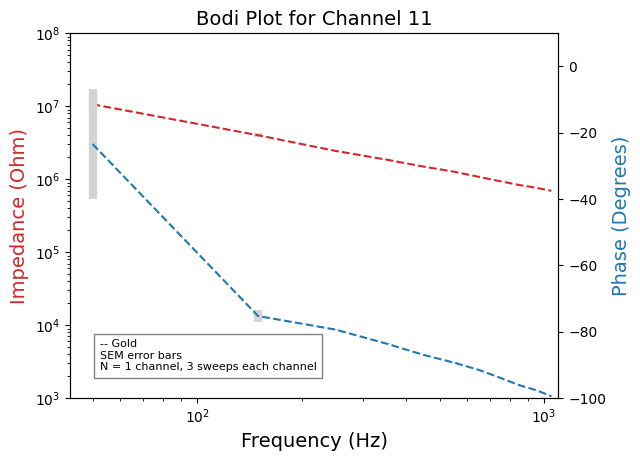 Bodi Plot for Channel 11
Impedance (Ohm)
10^8
10^7
10^6
10^5
10^4
10^3
-- Gold
SEM error bars
N = 1 channel, 3 sweeps each channel
0
−20
−40
−60
−80
−100
Phase (Degrees)
10^2
10^3
Frequency (Hz)